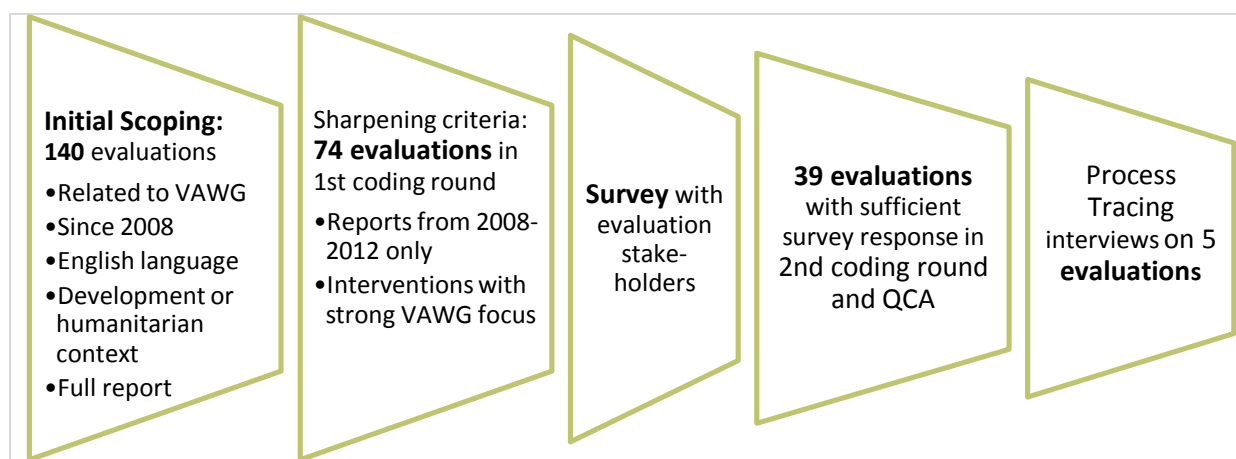 Initial Scoping:
140 evaluations
•Related to VAWG
•Since 2008
•English language
•Development or
humanitarian
context
•Full report
Sharpening criteria:
74 evaluations in
1st coding round
•Reports from 2008-
2012 only
•Interventions with
strong VAWG focus
Survey with
evaluation
stake-
holders
39 evaluations
with sufficient
survey response in
2nd coding round
and QCA
Process
Tracing
interviews on 5
evaluations